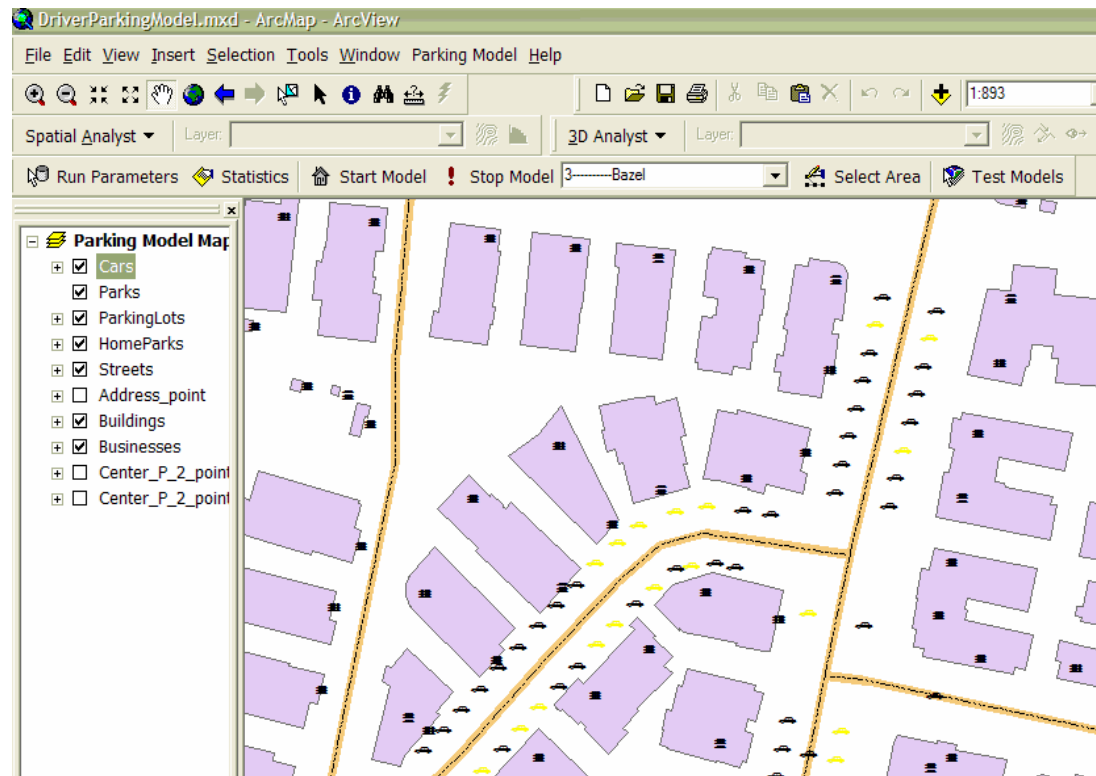 DriverParkingModel.mxd - ArcMap - ArcView
File Edit View Insert Selection Tools Window Parking Model Help
1:893
Spatial Analyst Layer: 3D Analyst Layer:
Run Parameters Statistics Start Model Stop Model 3----------Bazel Select Area Test Models
Parking Model Map
Cars
Parks
ParkingLots
HomeParks
Streets
Address_point
Buildings
Businesses
Center_P_2_point
Center_P_2_point